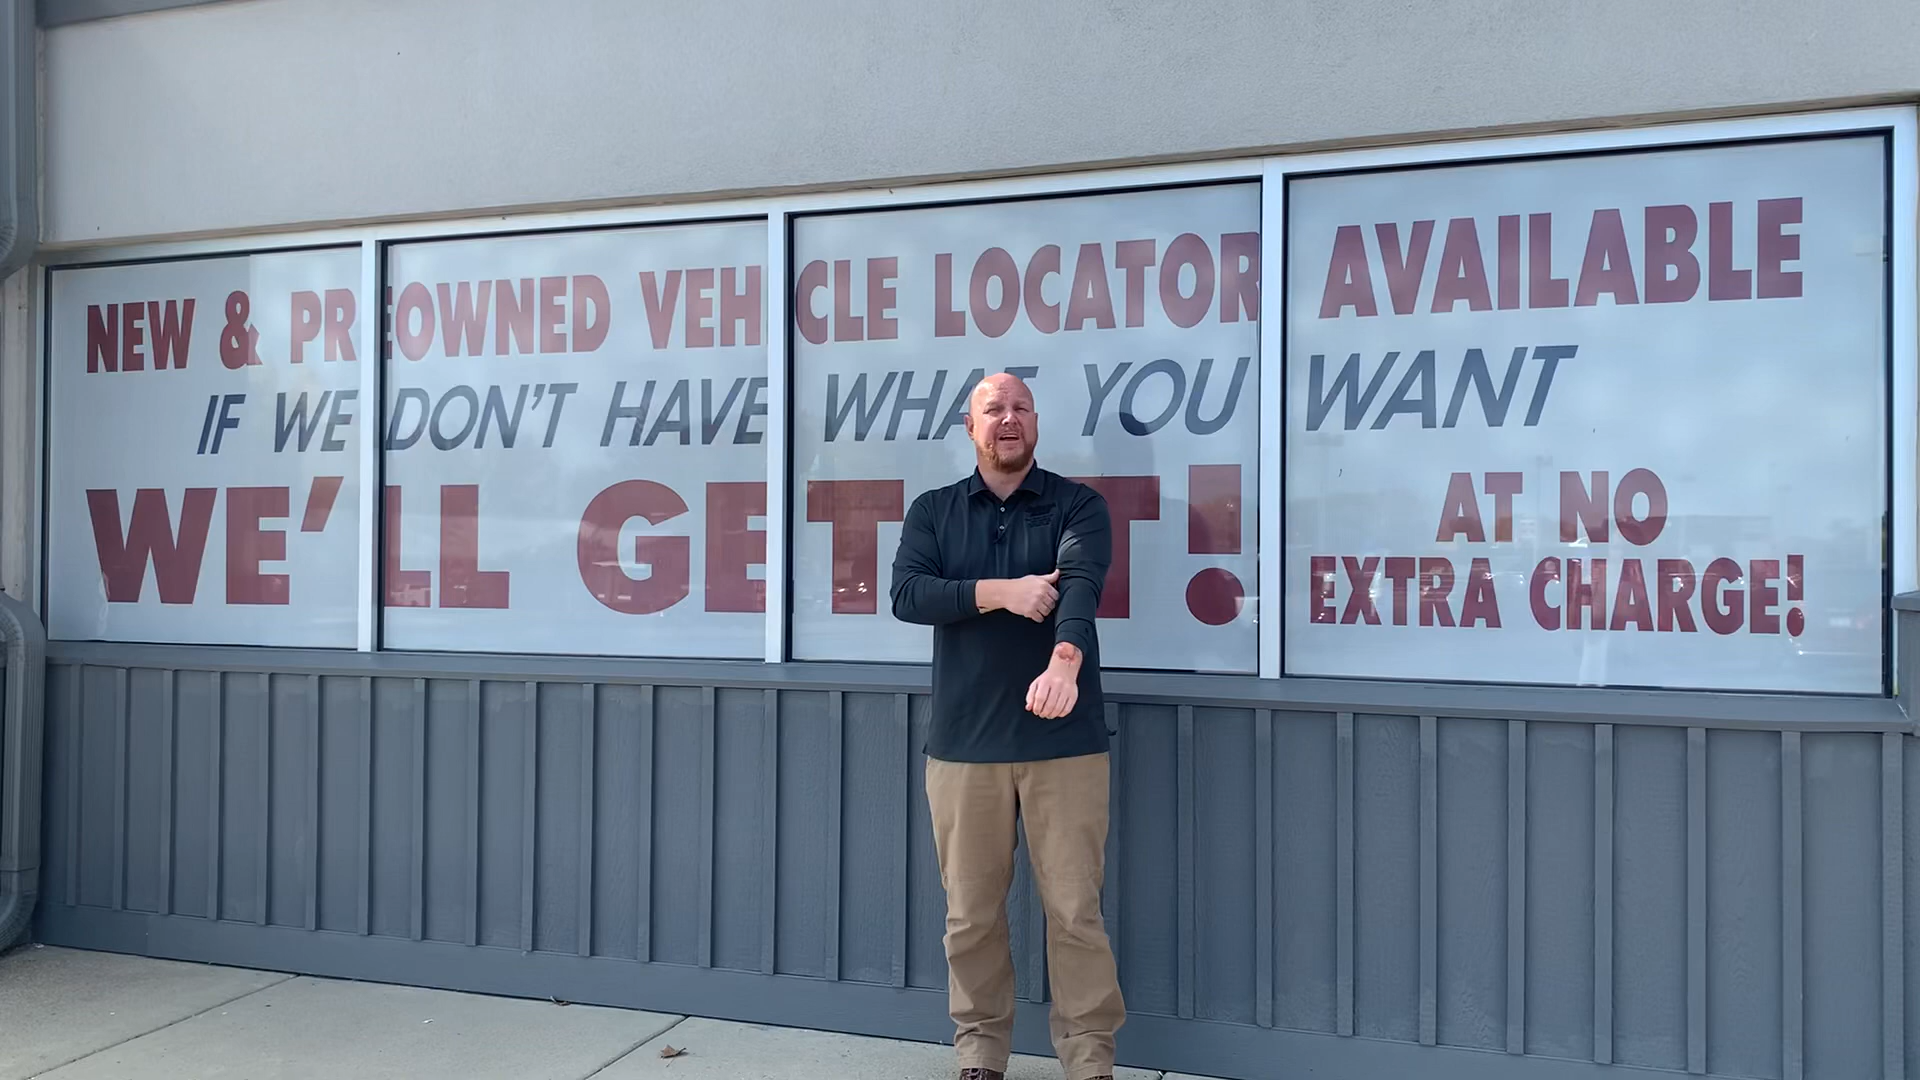 NEW & PREOWNED VEHICLE LOCATOR AVAILABLE
IF WE DON'T HAVE WHAT YOU WANT
WE'LL GET IT!
AT NO
EXTRA CHARGE!